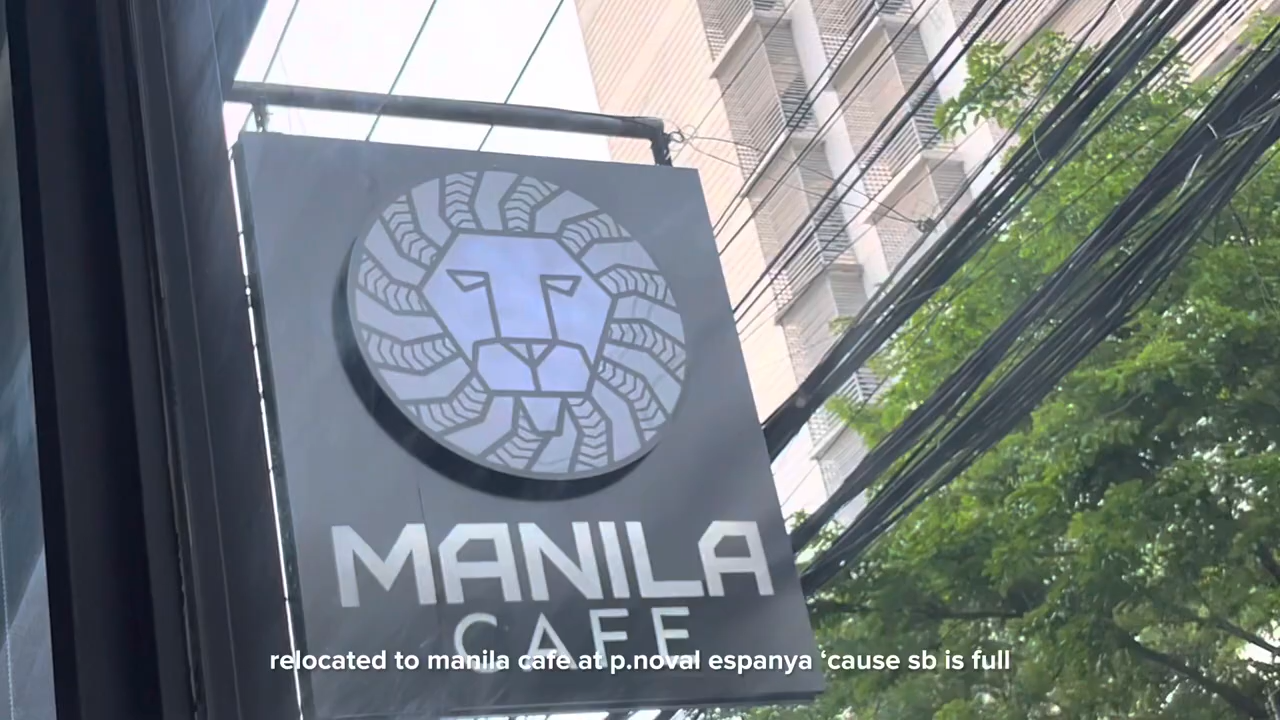 MANILA
CAFE
relocated to manila cafe at p.noval espanya ‘cause sb is full